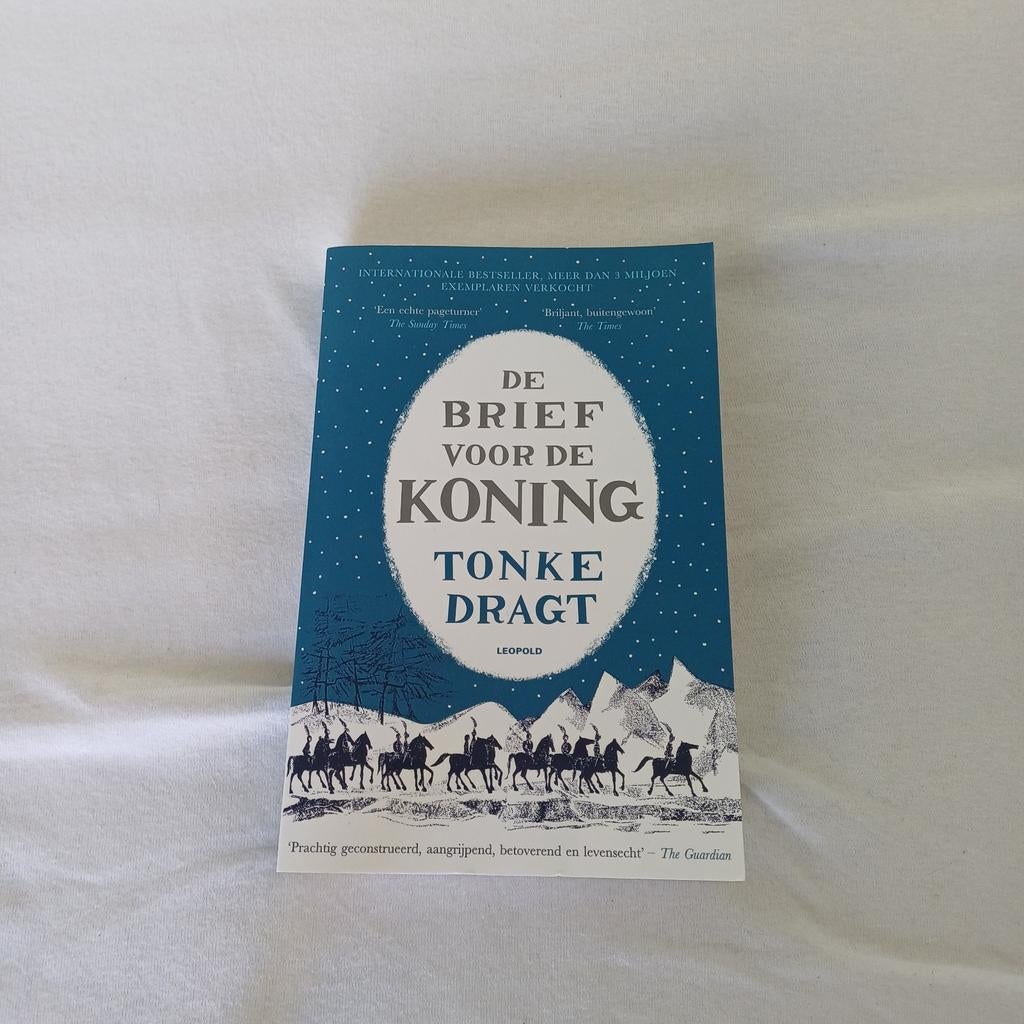 INTERNATIONALE BESTSELLER, MEER DAN 3 MILJOEN
EXEMPLAREN VERKOCHT
‘Een echte pageturner’
The Sunday Times
‘Briljant, buitengewoon’
The Times
DE
BRIEF
VOOR DE
KONING
TONKE
DRAGT
LEOPOLD
‘Prachtig geconstrueerd, aangrijpend, betoverend en levensecht’ – The Guardian